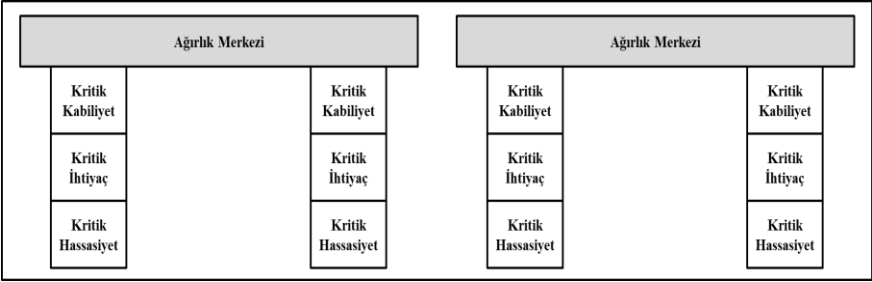 Ağırlık Merkezi
Kritik
Kabiliyet
Kritik
İhtiyaç
Kritik
Hassasiyet
Kritik
Kabiliyet
Kritik
İhtiyaç
Kritik
Hassasiyet
Ağırlık Merkezi
Kritik
Kabiliyet
Kritik
İhtiyaç
Kritik
Hassasiyet
Kritik
Kabiliyet
Kritik
İhtiyaç
Kritik
Hassasiyet